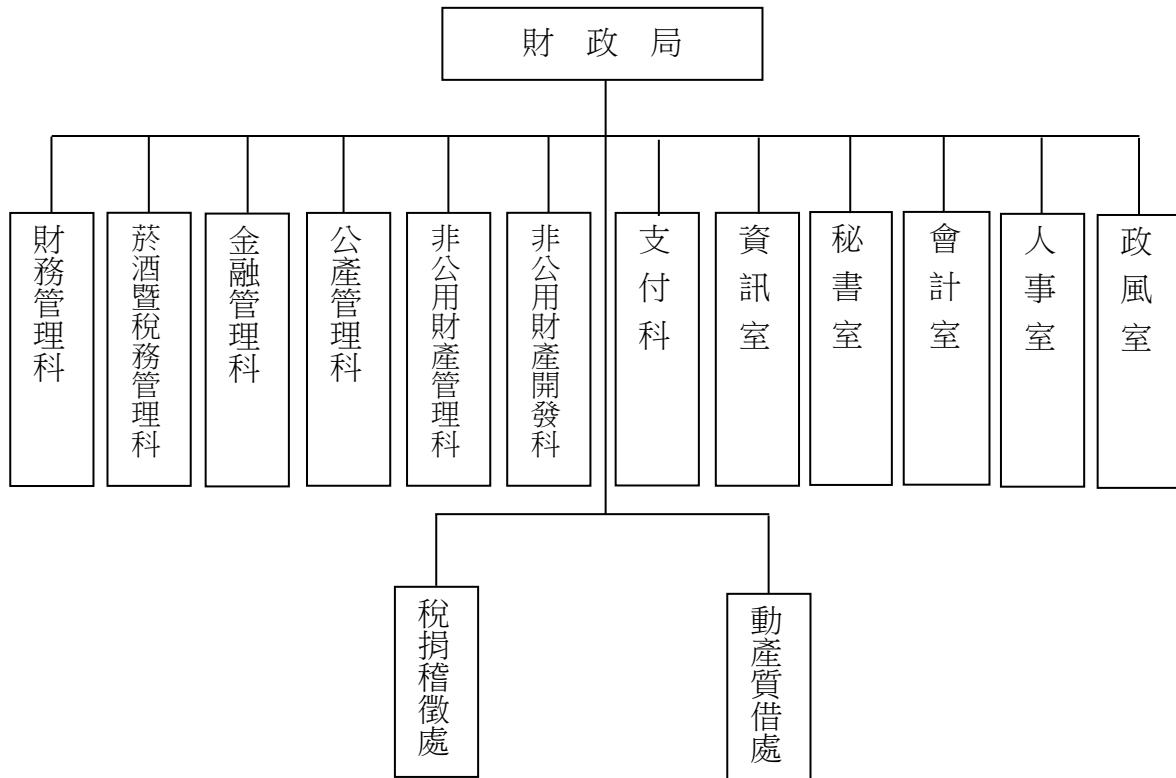 財政局
財務管理科
菸酒暨稅務管理科
金融管理科
公產管理科
非公用財產管理科
非公用財產開發科
支付科
資訊室
秘書室
會計室
人事室
政風室
稅捐稽徵處
動產質借處